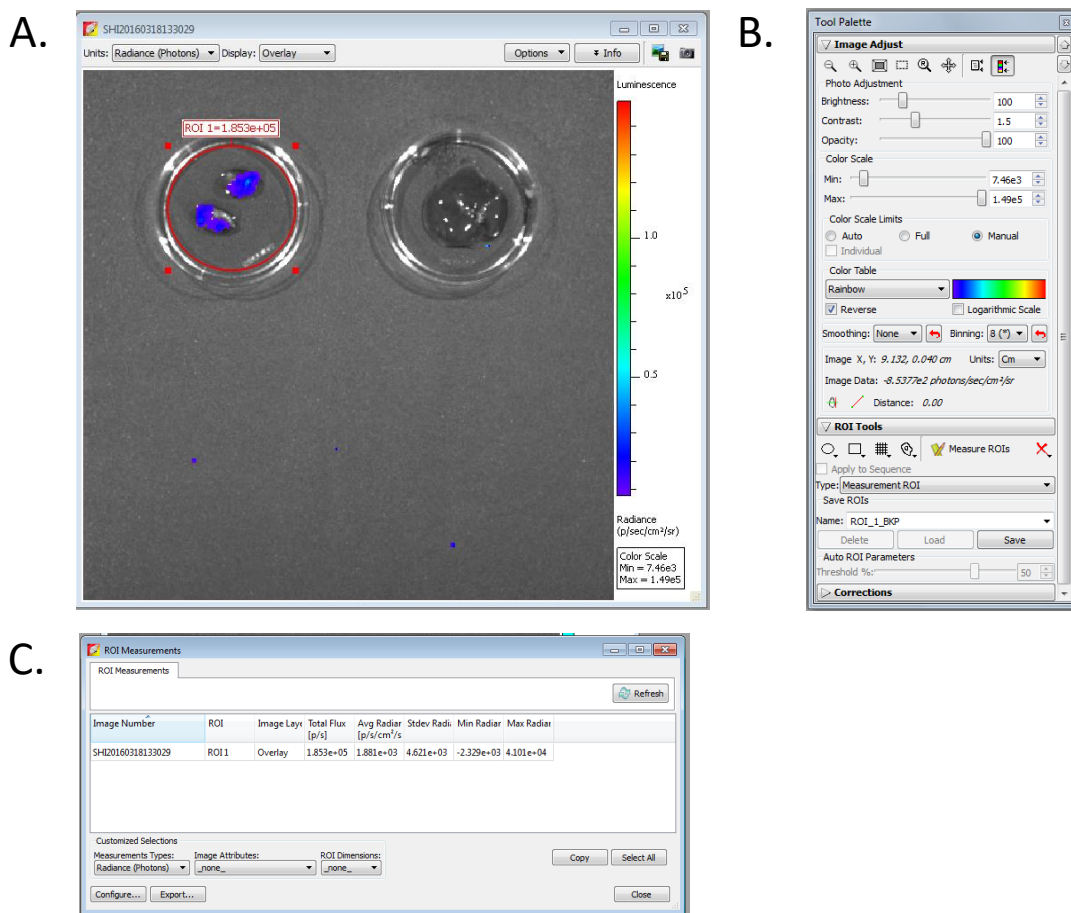 A.
SHI20160318133029
Units: Radiance (Photons) Display: Overlay Options Info
Luminescence
ROI 1=1.853e+05
1.0
x10^5
0.5
Radiance
(p/sec/cm²/sr)
Color Scale
Min = 7.46e3
Max = 1.49e5
B.
Tool Palette
Image Adjust
Photo Adjustment
Brightness: 100
Contrast: 1.5
Opacity: 100
Color Scale
Min: 7.46e3
Max: 1.49e5
Color Scale Limits
Auto Full Manual
Individual
Color Table
Rainbow
Reverse Logarithmic Scale
Smoothing: None Binning: 8 (*)
Image X, Y: 9.132, 0.040 cm Units: Cm
Image Data: -8.5377e2 photons/sec/cm²/sr
Distance: 0.00
ROI Tools
Measure ROIs
Apply to Sequence
Type: Measurement ROI
Save ROIs
Name: ROI_1_BKP
Delete Load Save
Auto ROI Parameters
Threshold %: 50
Corrections
C.
ROI Measurements
ROI Measurements
Refresh
Image Number ROI Image Laye Total Flux Avg Radiar Stdev Radi Min Radiar Max Radiar
[p/s] [p/s/cm²/s
SHI20160318133029 ROI 1 Overlay 1.853e+05 1.881e+03 4.621e+03 -2.329e+03 4.101e+04
Customized Selections
Measurements Types: Image Attributes: ROI Dimensions:
Radiance (Photons) _none_ _none_ Copy Select All
Configure... Export... Close